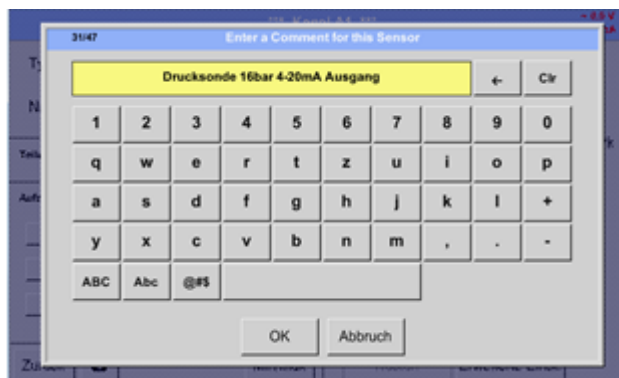 31/47 Enter a Comment for this Sensor
Drucksonde 16bar 4-20mA Ausgang ← Clr
1 2 3 4 5 6 7 8 9 0
q w e r t z u i o p
a s d f g h j k l +
y x c v b n m , . -
ABC Abc @#$
OK Abbruch